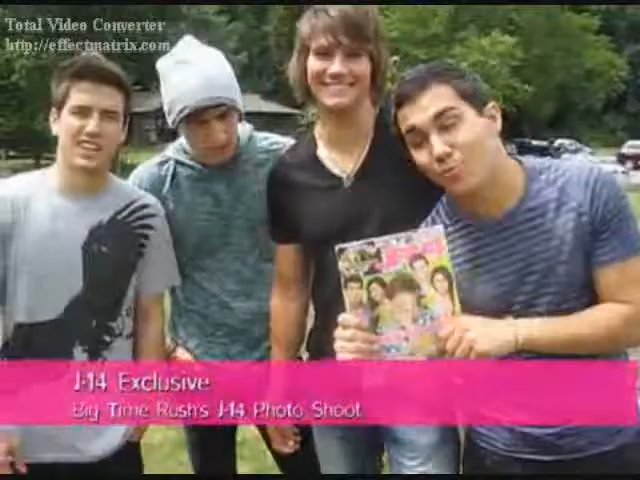 Total Video Converter
http://effectmatrix.com
J-14 Exclusive
Big Time Rush's J-14 Photo Shoot